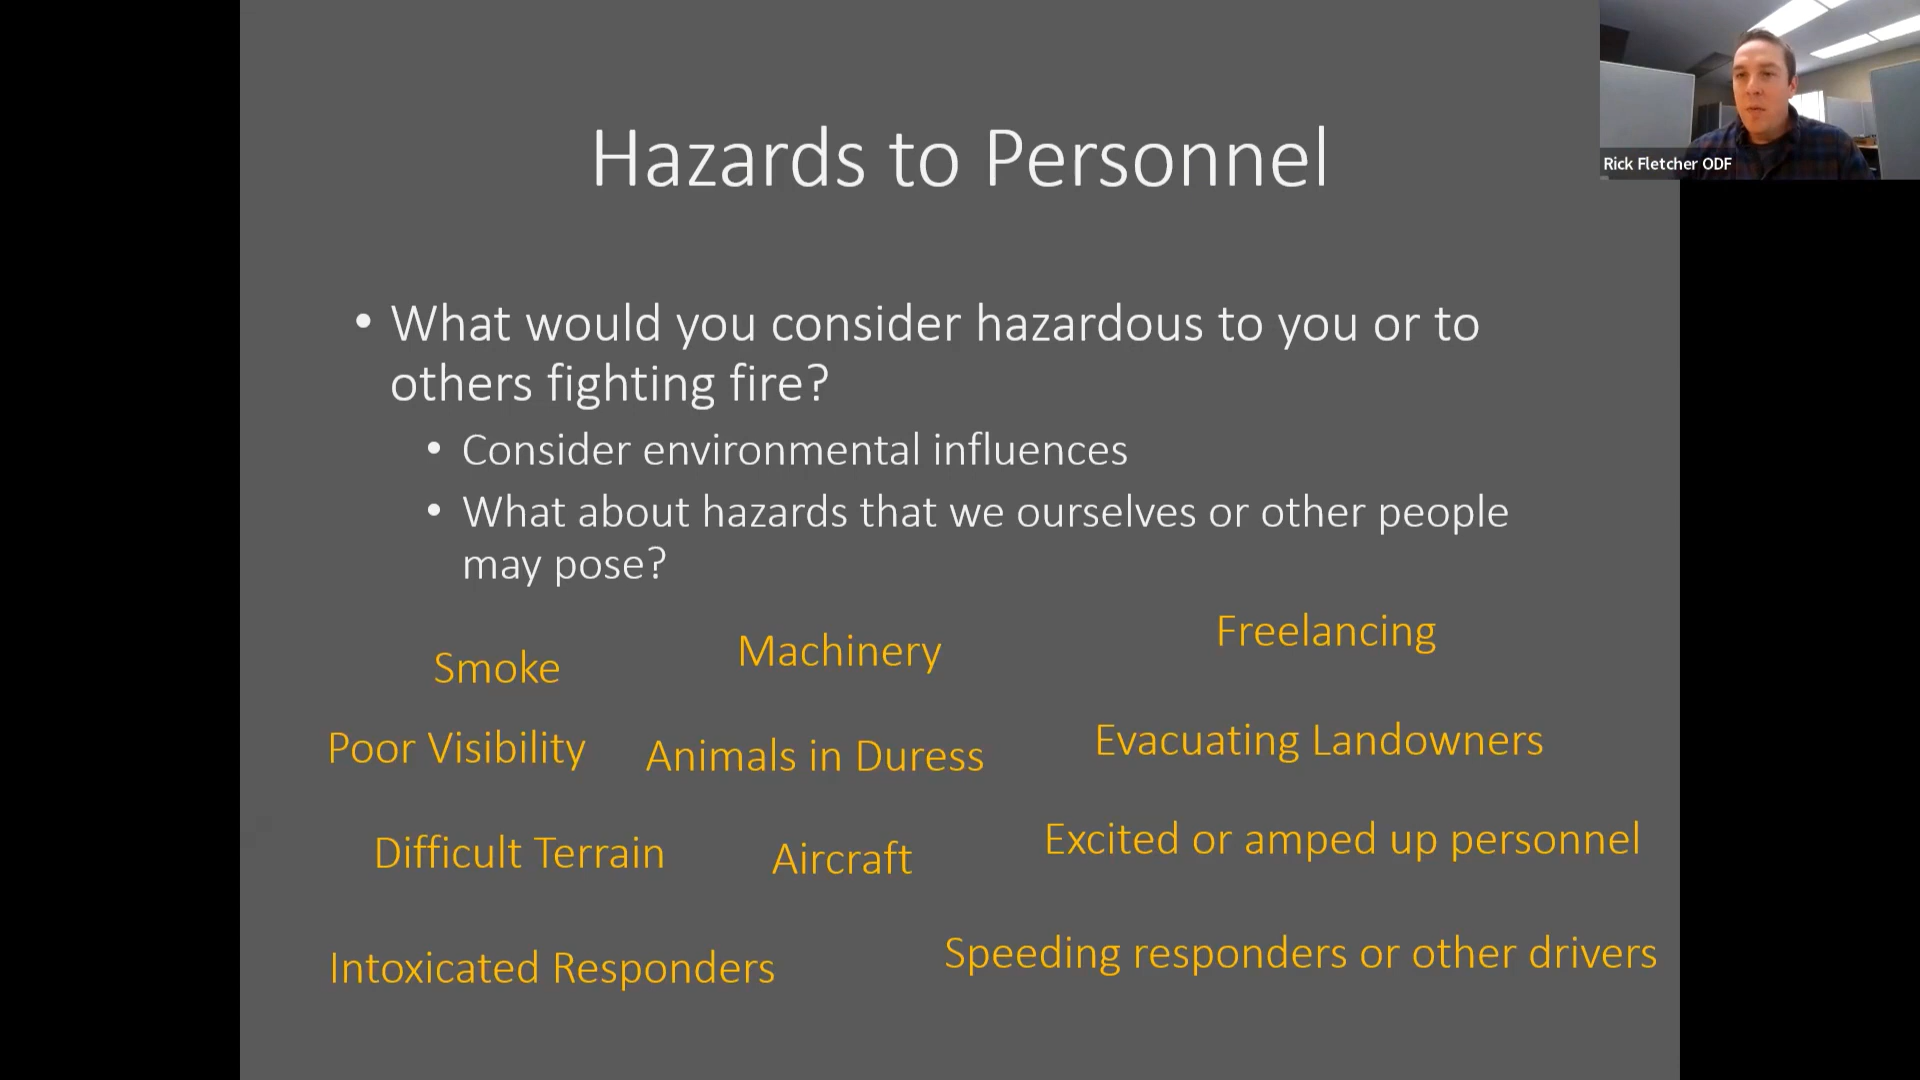 Hazards to Personnel
Rick Fletcher ODF
• What would you consider hazardous to you or to
others fighting fire?
• Consider environmental influences
• What about hazards that we ourselves or other people
may pose?
Smoke
Machinery
Freelancing
Poor Visibility
Animals in Duress
Evacuating Landowners
Difficult Terrain
Aircraft
Excited or amped up personnel
Intoxicated Responders
Speeding responders or other drivers